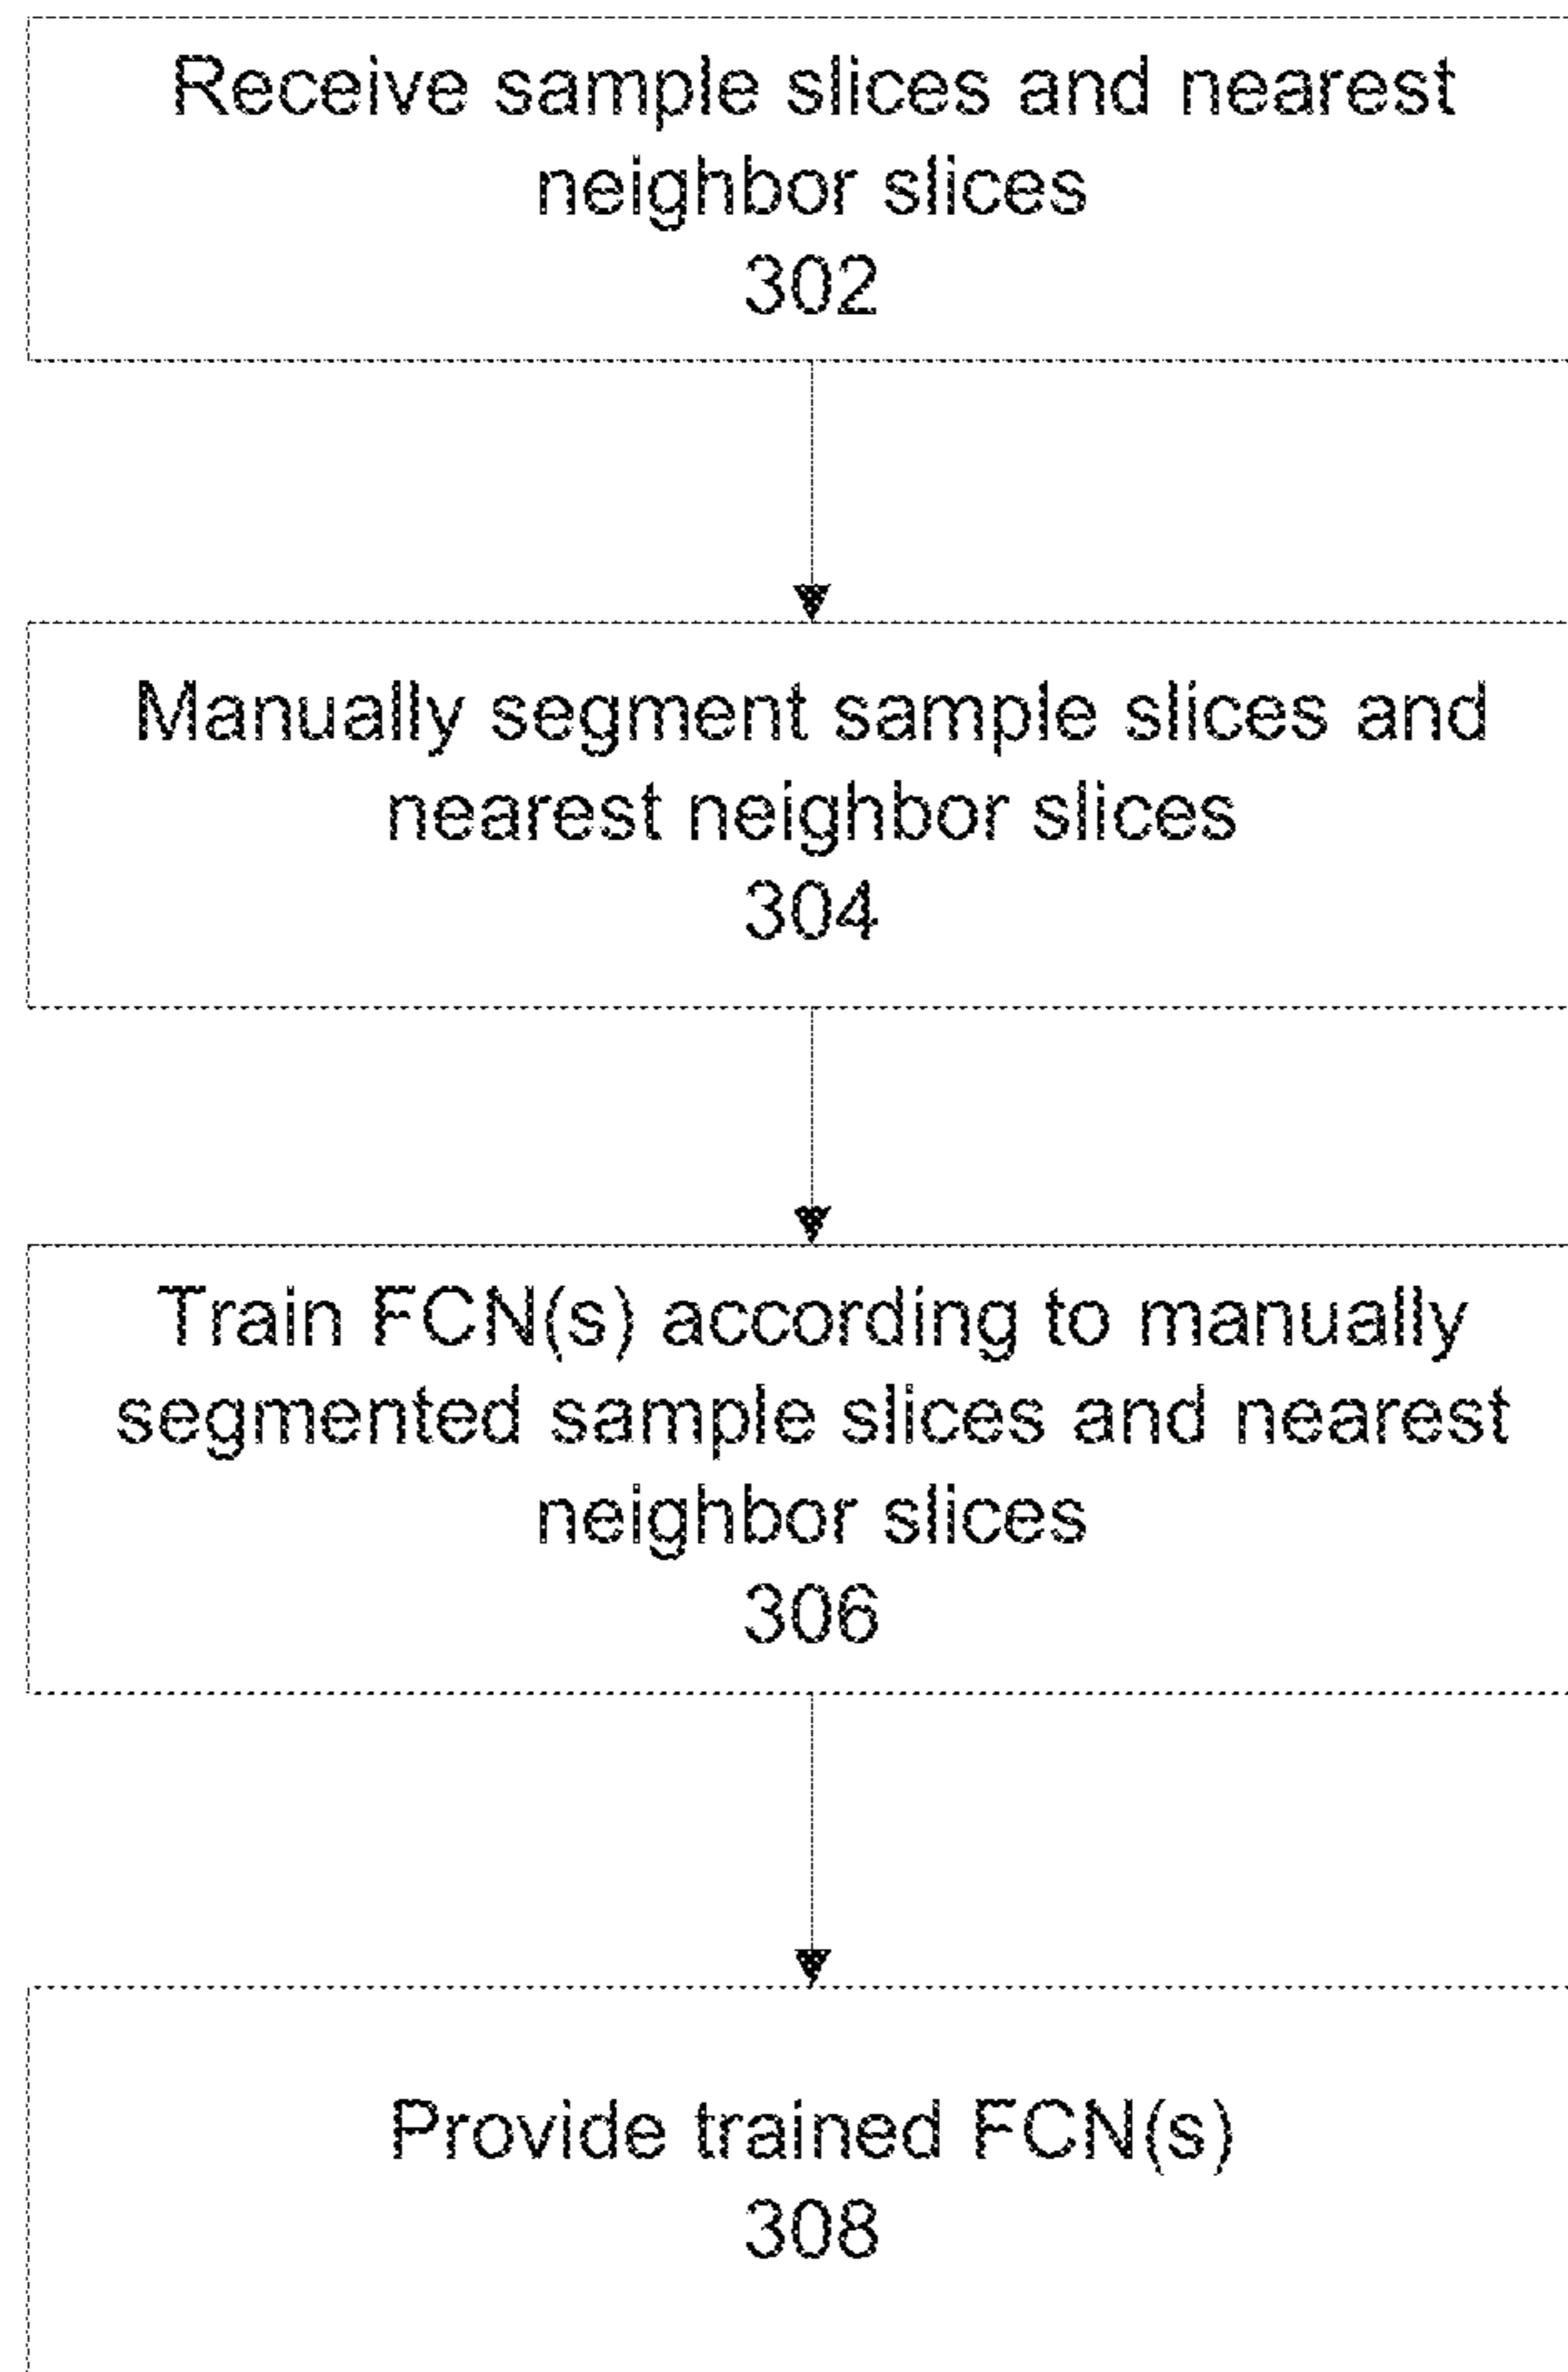 Receive sample slices and nearest
neighbor slices
302
Manually segment sample slices and
nearest neighbor slices
304
Train FCN(s) according to manually
segmented sample slices and nearest
neighbor slices
306
Provide trained FCN(s)
308